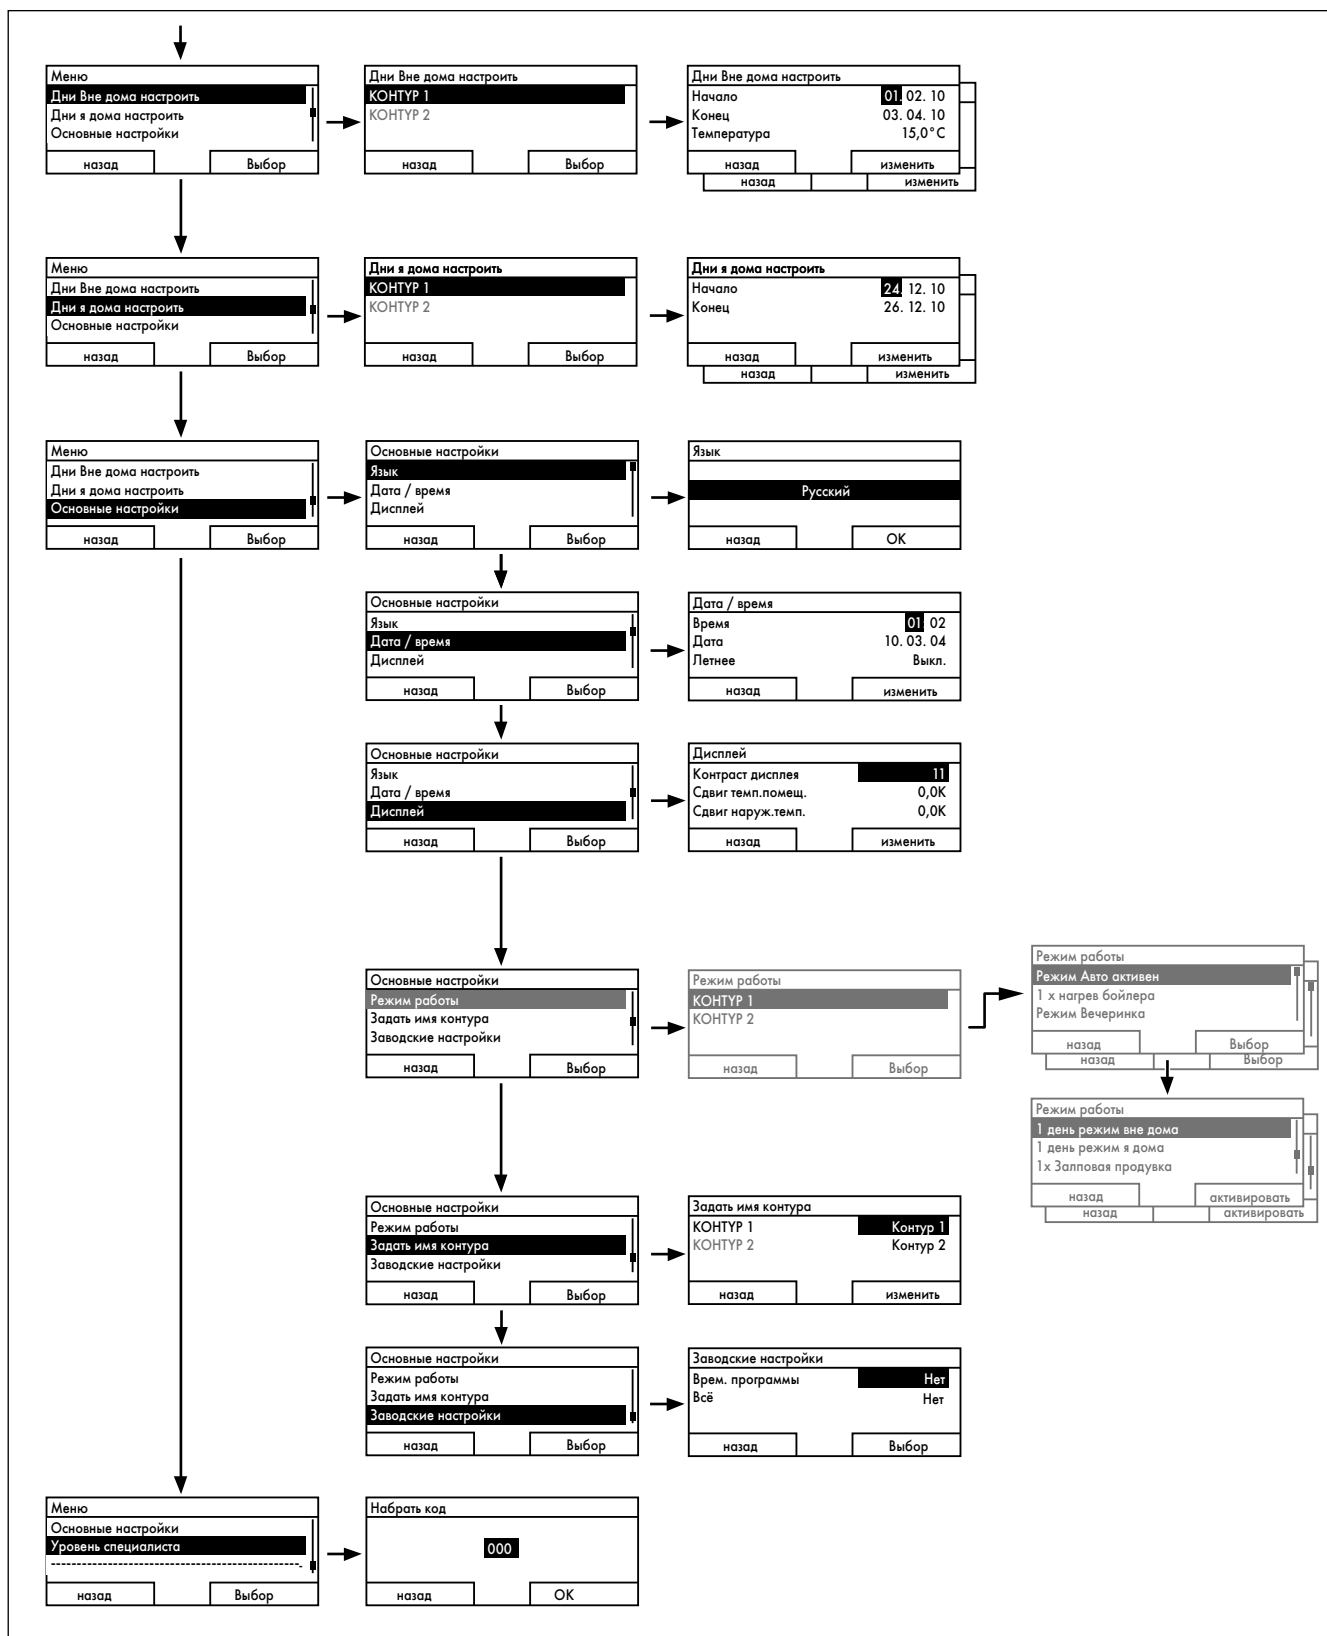 Меню
Дни Вне дома настроить
Дни я дома настроить
Основные настройки
назад Выбор
Дни Вне дома настроить
КОНТУР 1
КОНТУР 2
назад Выбор
Дни Вне дома настроить
Начало 01. 02. 10
Конец 03. 04. 10
Температура 15,0°C
назад изменить
назад изменить
Меню
Дни Вне дома настроить
Дни я дома настроить
Основные настройки
назад Выбор
Дни я дома настроить
КОНТУР 1
КОНТУР 2
назад Выбор
Дни я дома настроить
Начало 24. 12. 10
Конец 26. 12. 10
назад изменить
назад изменить
Меню
Дни Вне дома настроить
Дни я дома настроить
Основные настройки
назад Выбор
Основные настройки
Язык
Дата / время
Дисплей
назад Выбор
Язык
Русский
назад OK
Основные настройки
Язык
Дата / время
Дисплей
назад Выбор
Дата / время
Время 01 02
Дата 10. 03. 04
Летнее Выкл.
назад изменить
Основные настройки
Язык
Дата / время
Дисплей
назад Выбор
Дисплей
Контраст дисплея 11
Сдвиг темп.помещ. 0,0K
Сдвиг наруж.темп. 0,0K
назад изменить
Основные настройки
Режим работы
Задать имя контура
Заводские настройки
назад Выбор
Режим работы
КОНТУР 1
КОНТУР 2
назад Выбор
Режим работы
Режим Авто активен
1 x нагрев бойлера
Режим Вечеринка
назад Выбор
назад Выбор
Режим работы
1 день режим вне дома
1 день режим я дома
1x Залповая продувка
назад активировать
назад активировать
Основные настройки
Режим работы
Задать имя контура
Заводские настройки
назад Выбор
Задать имя контура
КОНТУР 1 Контур 1
КОНТУР 2 Контур 2
назад изменить
Основные настройки
Режим работы
Задать имя контура
Заводские настройки
назад Выбор
Заводские настройки
Врем. программы Нет
Всё Нет
назад Выбор
Меню
Основные настройки
Уровень специалиста
--------------------------------------------------.
назад Выбор
Набрать код
000
назад OK